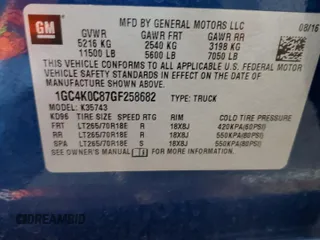 GM
MFD BY GENERAL MOTORS LLC
08/16
GVWR GAWR FRT GAWR RR
5216 KG 2540 KG 3198 KG
11500 LB 5600 LB 7050 LB
THIS VEHICLE CONFORMS TO ALL APPLICABLE U.S. FEDERAL MOTOR
VEHICLE SAFETY STANDARDS IN EFFECT ON THE DATE OF
MANUFACTURE SHOWN ABOVE.
1GC4K0C87GF258682 TYPE: TRUCK
MODEL: K35743
KD96 TIRE SIZE SPEED RTG RIM COLD TIRE PRESSURE
FRT LT265/70R18E R 18X8J 420KPA(60PSI)
RR LT265/70R18E R 18X8J 550KPA(80PSI)
SPA LT265/70R18E R 18X8J 550KPA(80PSI)
SEE OWNER'S MANUAL FOR MORE INFORMATION.
©DREAMBID